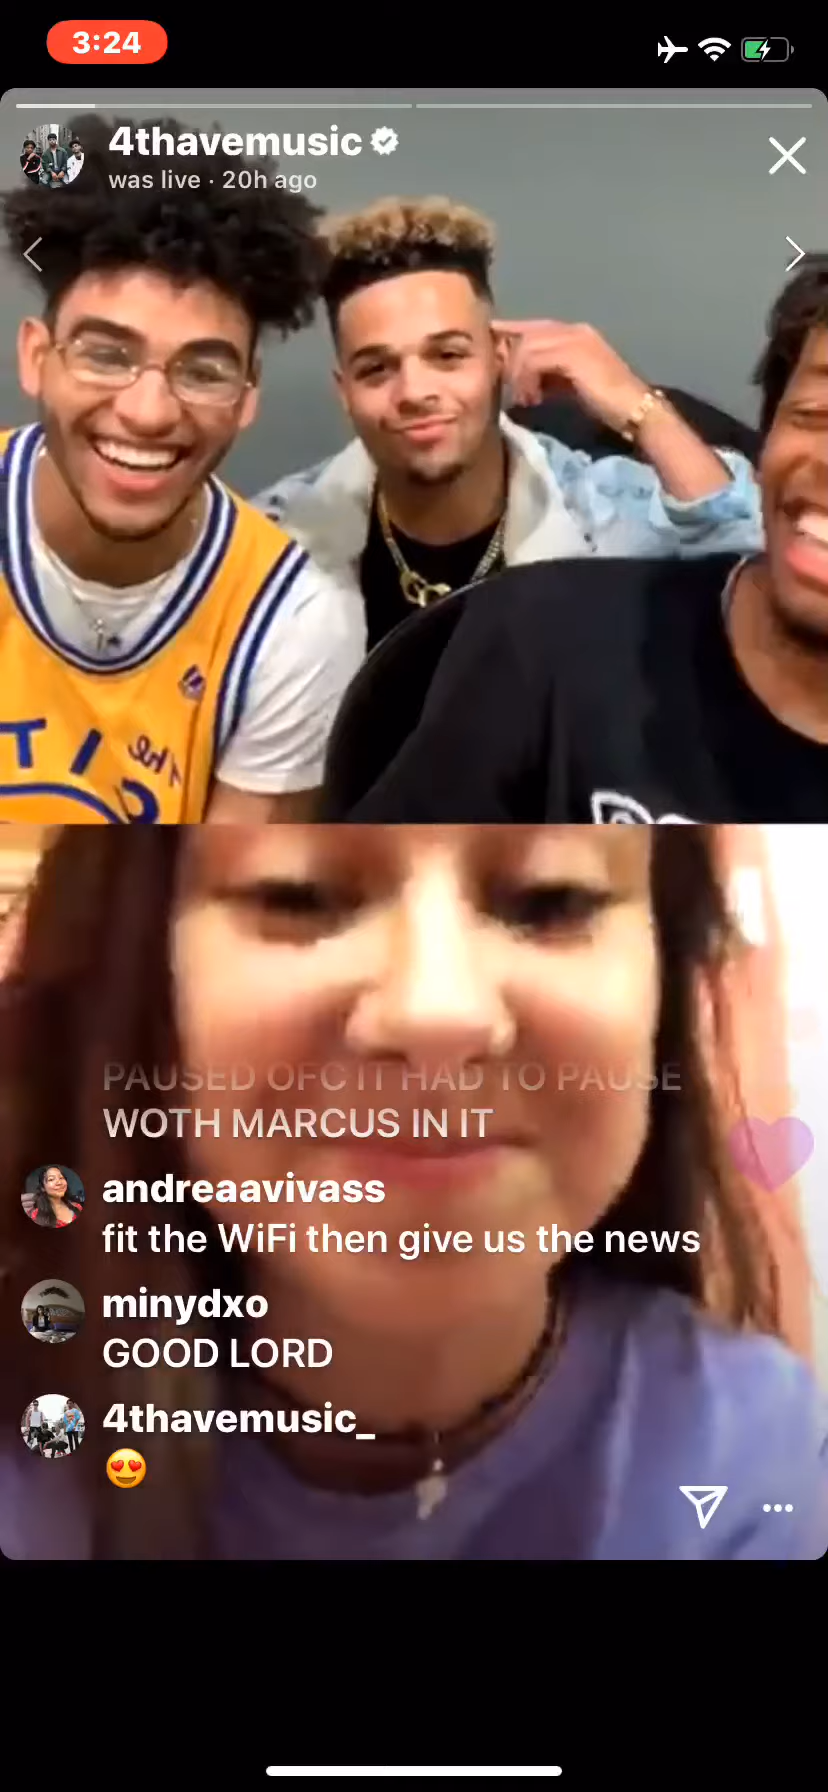 3:24
4thavemusic
was live · 20h ago
PAUSED OFC IT HAD TO PAUSE
WOTH MARCUS IN IT
andreaavivass
fit the WiFi then give us the news
minydxo
GOOD LORD
4thavemusic_
😍